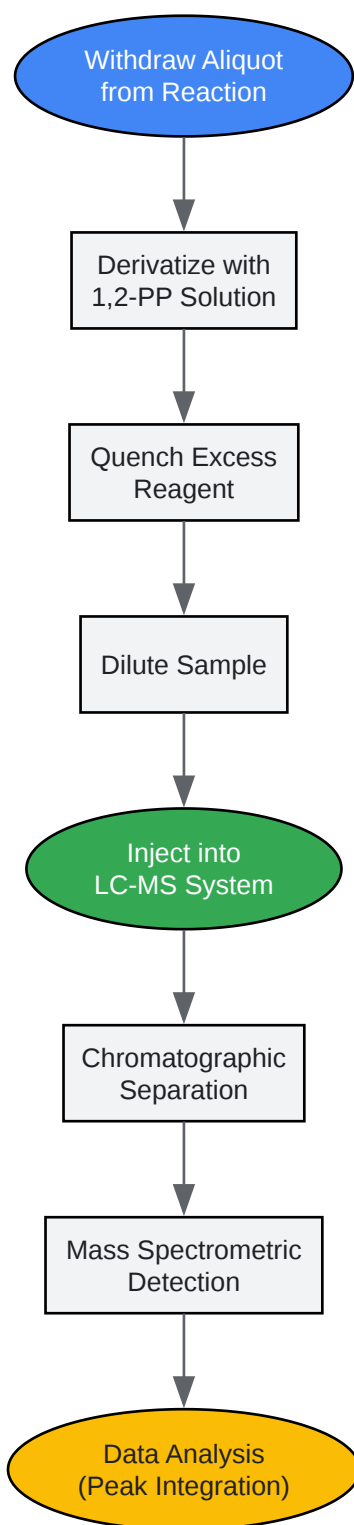 Withdraw Aliquot
from Reaction
Derivatize with
1,2-PP Solution
Quench Excess
Reagent
Dilute Sample
Inject into
LC-MS System
Chromatographic
Separation
Mass Spectrometric
Detection
Data Analysis
(Peak Integration)